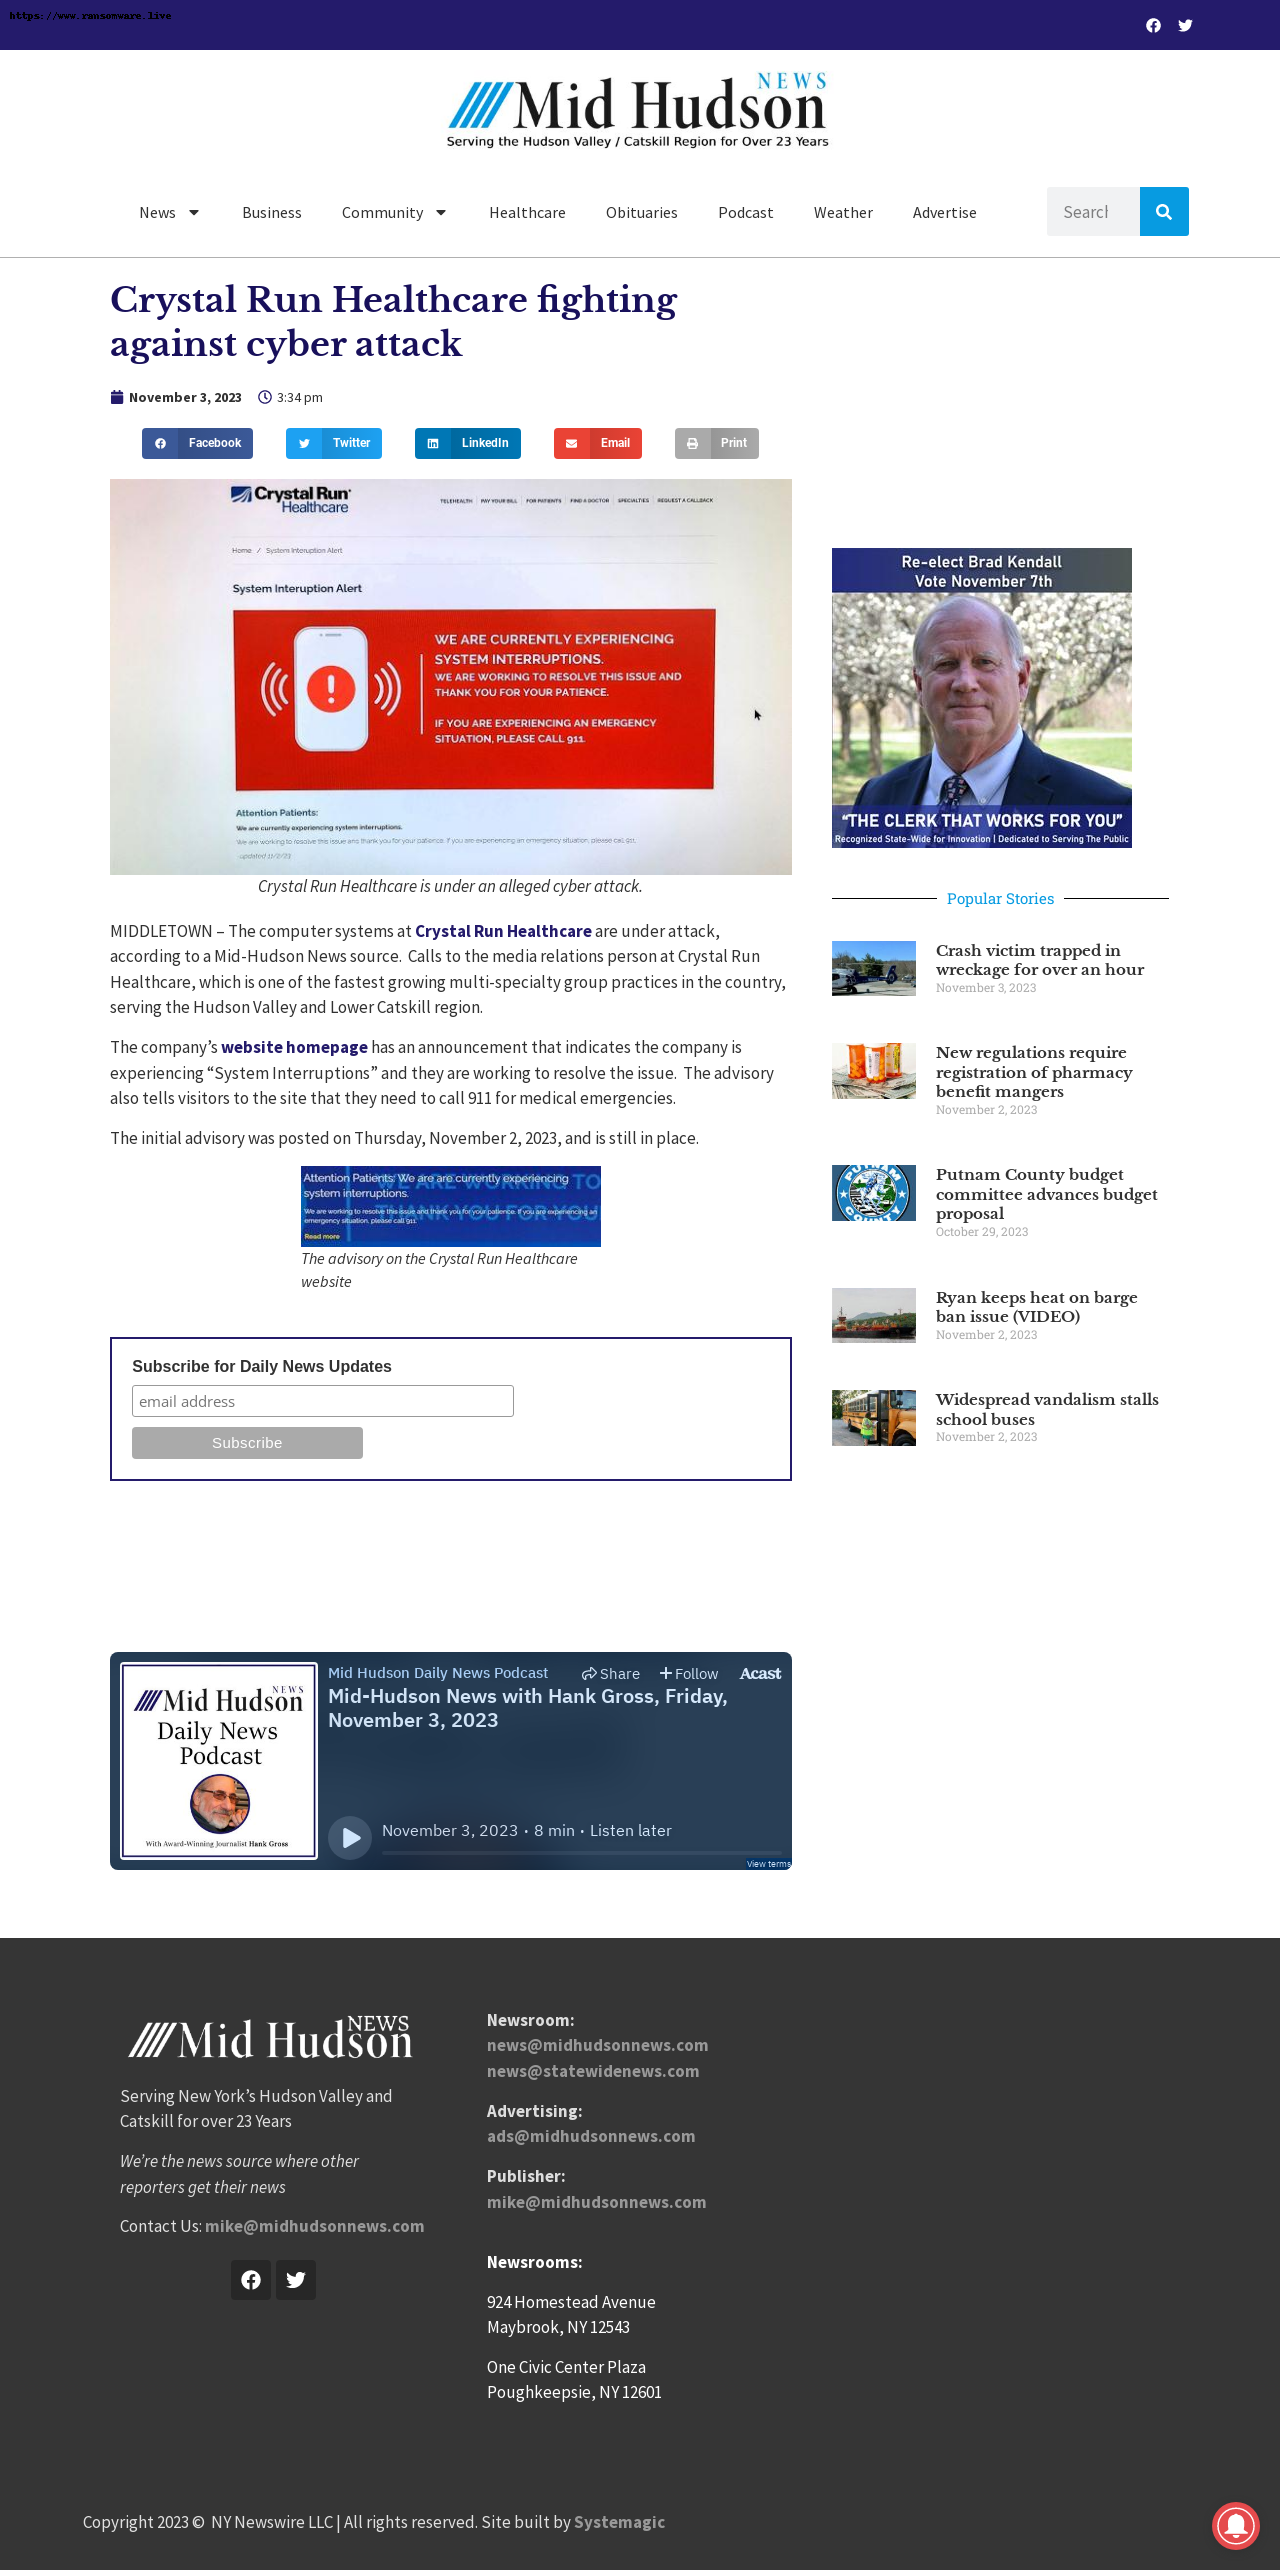 https://www.ransomware.live
Mid Hudson NEWS
Serving the Hudson Valley / Catskill Region for Over 23 Years
News
Business
Community
Healthcare
Obituaries
Podcast
Weather
Advertise
Search
Crystal Run Healthcare fighting
against cyber attack
November 3, 2023 3:34 pm
Facebook
Twitter
LinkedIn
Email
Print
Crystal Run
Healthcare
TELEHEALTH PAY YOUR BILL FOR PATIENTS FIND A DOCTOR SPECIALTIES REQUEST A CALLBACK
Home / System Interuption Alert
System Interuption Alert
WE ARE CURRENTLY EXPERIENCING
SYSTEM INTERRUPTIONS.
WE ARE WORKING TO RESOLVE THIS ISSUE AND
THANK YOU FOR YOUR PATIENCE.
IF YOU ARE EXPERIENCING AN EMERGENCY
SITUATION, PLEASE CALL 911.
Attention Patients:
We are currently experiencing system interruptions.
We are working to resolve this issue and thank you for your patience. If you are experiencing an emergency situation, please call 911.
-updated 11/2/23
Crystal Run Healthcare is under an alleged cyber attack.
MIDDLETOWN – The computer systems at Crystal Run Healthcare are under attack,
according to a Mid-Hudson News source.  Calls to the media relations person at Crystal Run
Healthcare, which is one of the fastest growing multi-specialty group practices in the country,
serving the Hudson Valley and Lower Catskill region.
The company’s website homepage has an announcement that indicates the company is
experiencing “System Interruptions” and they are working to resolve the issue.  The advisory
also tells visitors to the site that they need to call 911 for medical emergencies.
The initial advisory was posted on Thursday, November 2, 2023, and is still in place.
WE ARE WORKING TO
THANK YOU FOR YOU
Attention Patients: We are currently experiencing
system interruptions.
We are working to resolve this issue and thank you for your patience. If you are experiencing an
emergency situation, please call 911.
Read more
The advisory on the Crystal Run Healthcare
website
Subscribe for Daily News Updates
email address
Subscribe
Mid Hudson NEWS
Daily News
Podcast
With Award-Winning Journalist Hank Gross
Mid Hudson Daily News Podcast
Share
Follow
Acast
Mid-Hudson News with Hank Gross, Friday,
November 3, 2023
November 3, 2023 • 8 min • Listen later
View terms
Re-elect Brad Kendall
Vote November 7th
“THE CLERK THAT WORKS FOR YOU”
Recognized State-Wide for Innovation | Dedicated to Serving The Public
Popular Stories
Crash victim trapped in
wreckage for over an hour
November 3, 2023
New regulations require
registration of pharmacy
benefit mangers
November 2, 2023
PUTNAM
COUNTY
Putnam County budget
committee advances budget
proposal
October 29, 2023
Ryan keeps heat on barge
ban issue (VIDEO)
November 2, 2023
Widespread vandalism stalls
school buses
November 2, 2023
Mid Hudson NEWS
Serving New York’s Hudson Valley and
Catskill for over 23 Years
We’re the news source where other
reporters get their news
Contact Us: mike@midhudsonnews.com
Newsroom:
news@midhudsonnews.com
news@statewidenews.com
Advertising:
ads@midhudsonnews.com
Publisher:
mike@midhudsonnews.com
Newsrooms:
924 Homestead Avenue
Maybrook, NY 12543
One Civic Center Plaza
Poughkeepsie, NY 12601
Copyright 2023 ©  NY Newswire LLC | All rights reserved. Site built by Systemagic